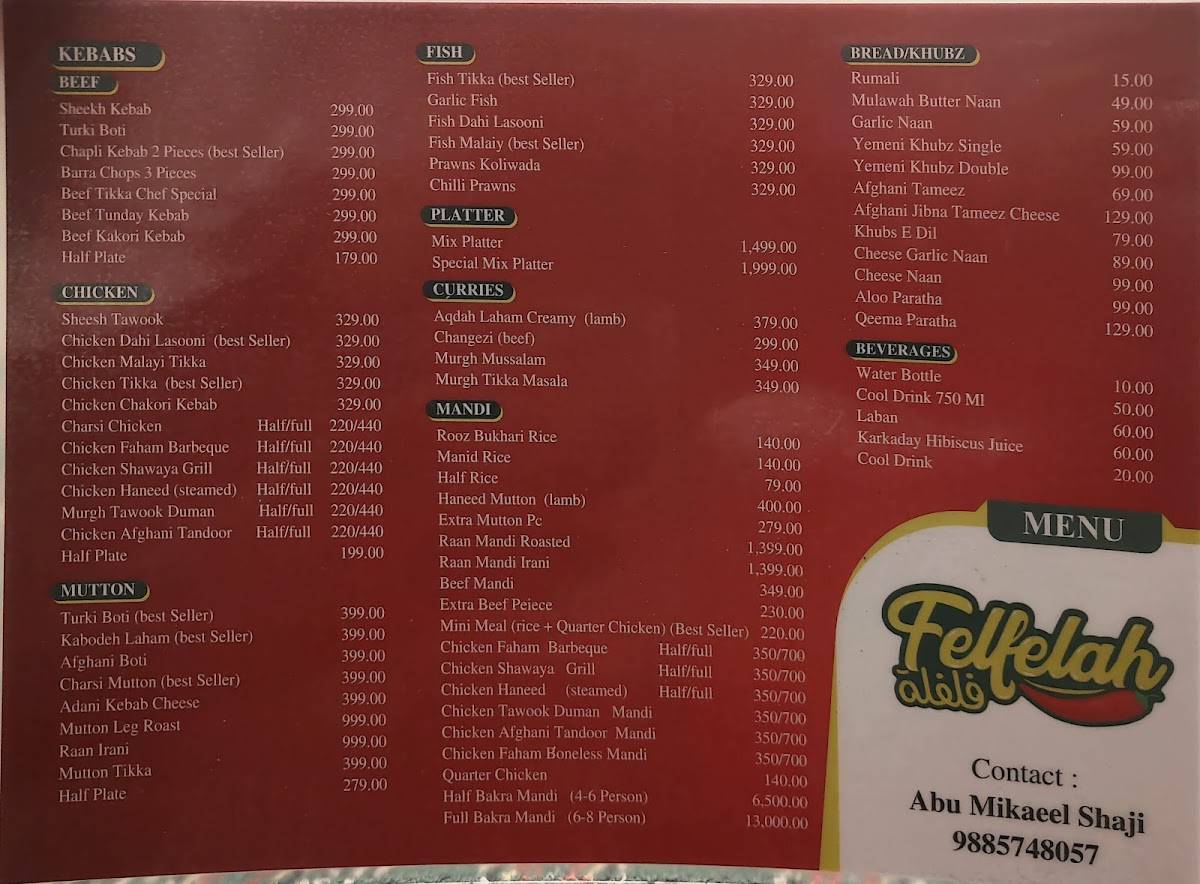 KEBABS
BEEF
Sheekh Kebab 299.00
Turki Boti 299.00
Chapli Kebab 2 Pieces (best Seller) 299.00
Barra Chops 3 Pieces 299.00
Beef Tikka Chef Special 299.00
Beef Tunday Kebab 299.00
Beef Kakori Kebab 299.00
Half Plate 179.00
CHICKEN
Sheesh Tawook 329.00
Chicken Dahi Lasooni (best Seller) 329.00
Chicken Malayi Tikka 329.00
Chicken Tikka (best Seller) 329.00
Chicken Chakori Kebab 329.00
Charsi Chicken Half/full 220/440
Chicken Faham Barbeque Half/full 220/440
Chicken Shawaya Grill Half/full 220/440
Chicken Haneed (steamed) Half/full 220/440
Murgh Tawook Duman Half/full 220/440
Chicken Afghani Tandoor Half/full 220/440
Half Plate 199.00
MUTTON
Turki Boti (best Seller) 399.00
Kabodeh Laham (best Seller) 399.00
Afghani Boti 399.00
Charsi Mutton (best Seller) 399.00
Adani Kebab Cheese 399.00
Mutton Leg Roast 999.00
Raan Irani 999.00
Mutton Tikka 399.00
Half Plate 279.00
FISH
Fish Tikka (best Seller) 329.00
Garlic Fish 329.00
Fish Dahi Lasooni 329.00
Fish Malaiy (best Seller) 329.00
Prawns Koliwada 329.00
Chilli Prawns 329.00
PLATTER
Mix Platter 1,499.00
Special Mix Platter 1,999.00
CURRIES
Aqdah Laham Creamy (lamb) 379.00
Changezi (beef) 299.00
Murgh Mussalam 349.00
Murgh Tikka Masala 349.00
MANDI
Rooz Bukhari Rice 140.00
Manid Rice 140.00
Half Rice 79.00
Haneed Mutton (lamb) 400.00
Extra Mutton Pc 279.00
Raan Mandi Roasted 1,399.00
Raan Mandi Irani 1,399.00
Beef Mandi 349.00
Extra Beef Peiece 230.00
Mini Meal (rice + Quarter Chicken) (Best Seller) 220.00
Chicken Faham Barbeque Half/full 350/700
Chicken Shawaya Grill Half/full 350/700
Chicken Haneed (steamed) Half/full 350/700
Chicken Tawook Duman Mandi 350/700
Chicken Afghani Tandoor Mandi 350/700
Chicken Faham Boneless Mandi 350/700
Quarter Chicken 140.00
Half Bakra Mandi (4-6 Person) 6,500.00
Full Bakra Mandi (6-8 Person) 13,000.00
BREAD/KHUBZ
Rumali 15.00
Mulawah Butter Naan 49.00
Garlic Naan 59.00
Yemeni Khubz Single 59.00
Yemeni Khubz Double 99.00
Afghani Tameez 69.00
Afghani Jibna Tameez Cheese 129.00
Khubs E Dil 79.00
Cheese Garlic Naan 89.00
Cheese Naan 99.00
Aloo Paratha 99.00
Qeema Paratha 129.00
BEVERAGES
Water Bottle 10.00
Cool Drink 750 Ml 50.00
Laban 60.00
Karkaday Hibiscus Juice 60.00
Cool Drink 20.00
MENU
Felfelah
فلفلة
Contact :
Abu Mikaeel Shaji
9885748057